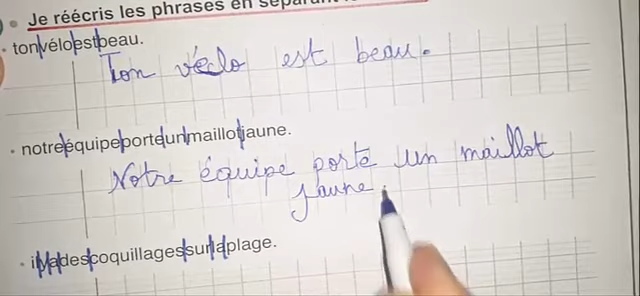 Je réécris les phrases en séparant
· tonvéloestbeau.
Ton vélo est beau.
· notreéquipeporteunmaillotjaune.
Notre équipe porte un maillot
jaune.
· ilyadescoquillagessurlaplage.